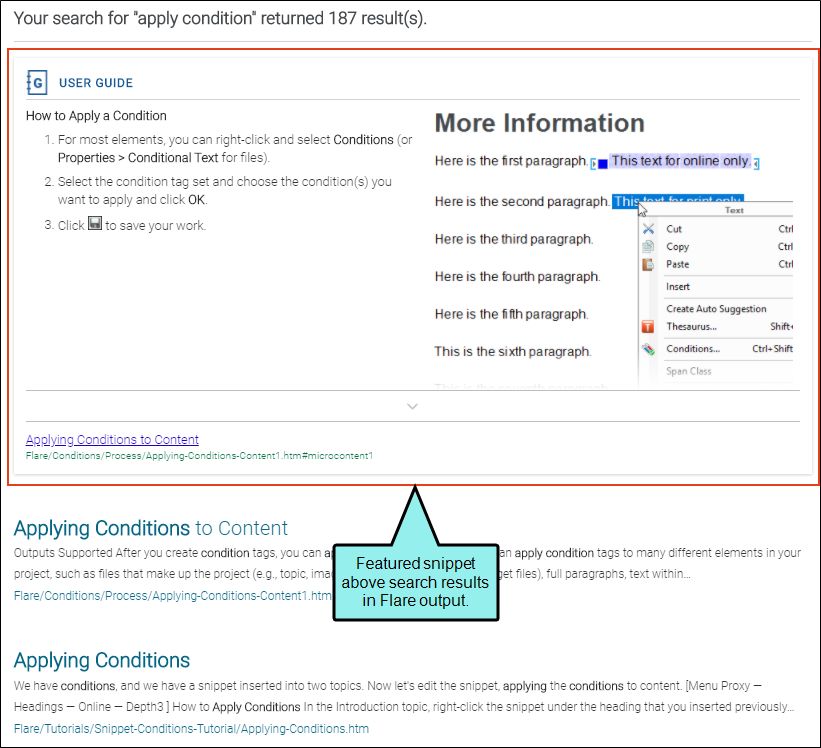 Your search for "apply condition" returned 187 result(s).
G USER GUIDE
How to Apply a Condition
1. For most elements, you can right-click and select Conditions (or
Properties > Conditional Text for files).
2. Select the condition tag set and choose the condition(s) you
want to apply and click OK.
3. Click to save your work.
More Information
Here is the first paragraph. This text for online only.
Here is the second paragraph. This text for print only.
Here is the third paragraph.
Here is the fourth paragraph.
Here is the fifth paragraph.
This is the sixth paragraph.
This is the seventh paragraph.
Text
Cut Ctrl
Copy Ctrl
Paste Ctrl
Insert
Create Auto Suggestion
T Thesaurus... Shift+
Conditions... Ctrl+Shift
Span Class
Applying Conditions to Content
Flare/Conditions/Process/Applying-Conditions-Content1.htm#microcontent1
Featured snippet
above search results
in Flare output.
Applying Conditions to Content
Outputs Supported After you create condition tags, you can an apply condition tags to many different elements in your
project, such as files that make up the project (e.g., topic, get files), full paragraphs, text within...
Flare/Conditions/Process/Applying-Conditions-Content1.htm
Applying Conditions
We have conditions, and we have a snippet inserted into two topics. Now let's edit the snippet, applying the conditions to content. [Menu Proxy —
Headings — Online — Depth3 ] How to Apply Conditions In the Introduction topic, right-click the snippet under the heading that you inserted previously...
Flare/Tutorials/Snippet-Conditions-Tutorial/Applying-Conditions.htm